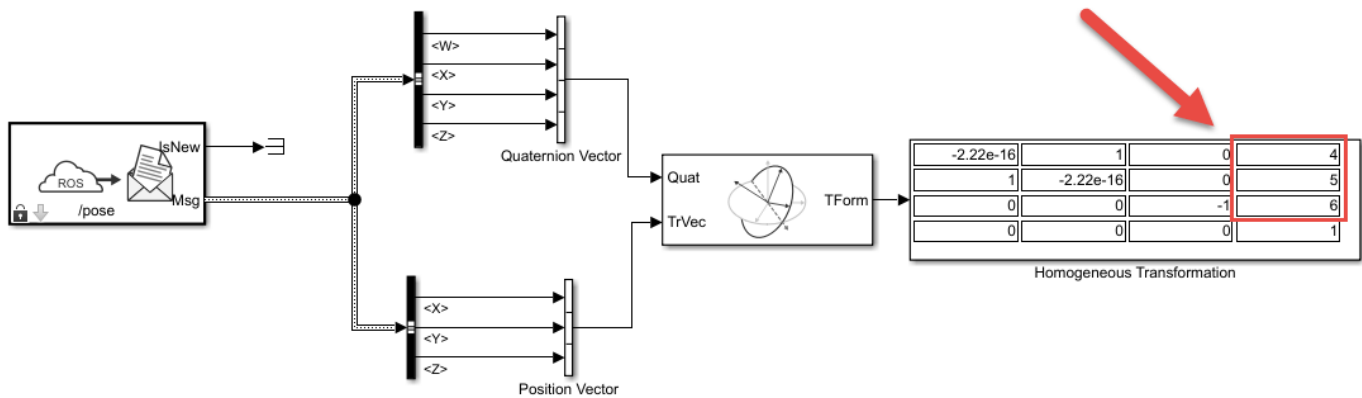 ROS
IsNew
Msg
/pose
<W>
<X>
<Y>
<Z>
Quaternion Vector
<X>
<Y>
<Z>
Position Vector
Quat
TrVec
TForm
-2.22e-16 1 0 4
1 -2.22e-16 0 5
0 0 -1 6
0 0 0 1
Homogeneous Transformation